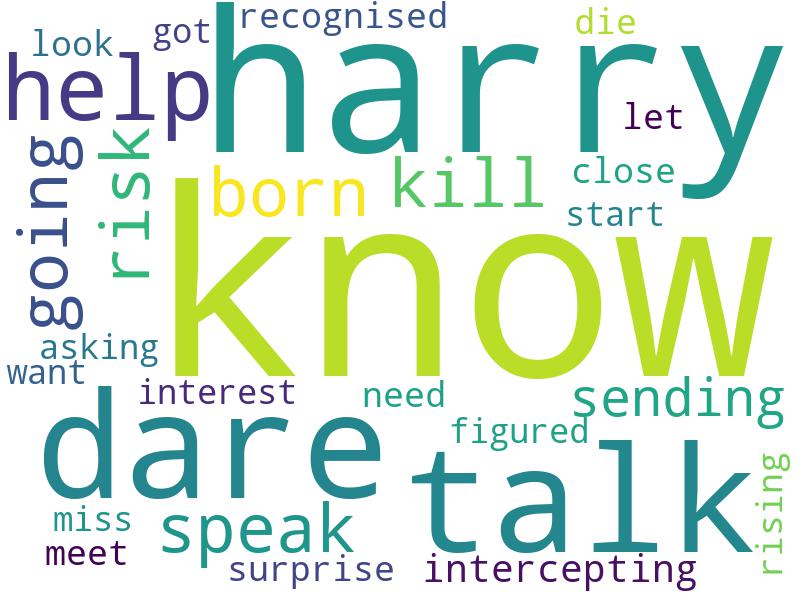 recognised
die
got
look
harry
help
let
going
risk
born
kill
close
start
know
asking
want
interest
need
sending
dare
figured
talk
rising
miss
speak
meet
surprise
intercepting